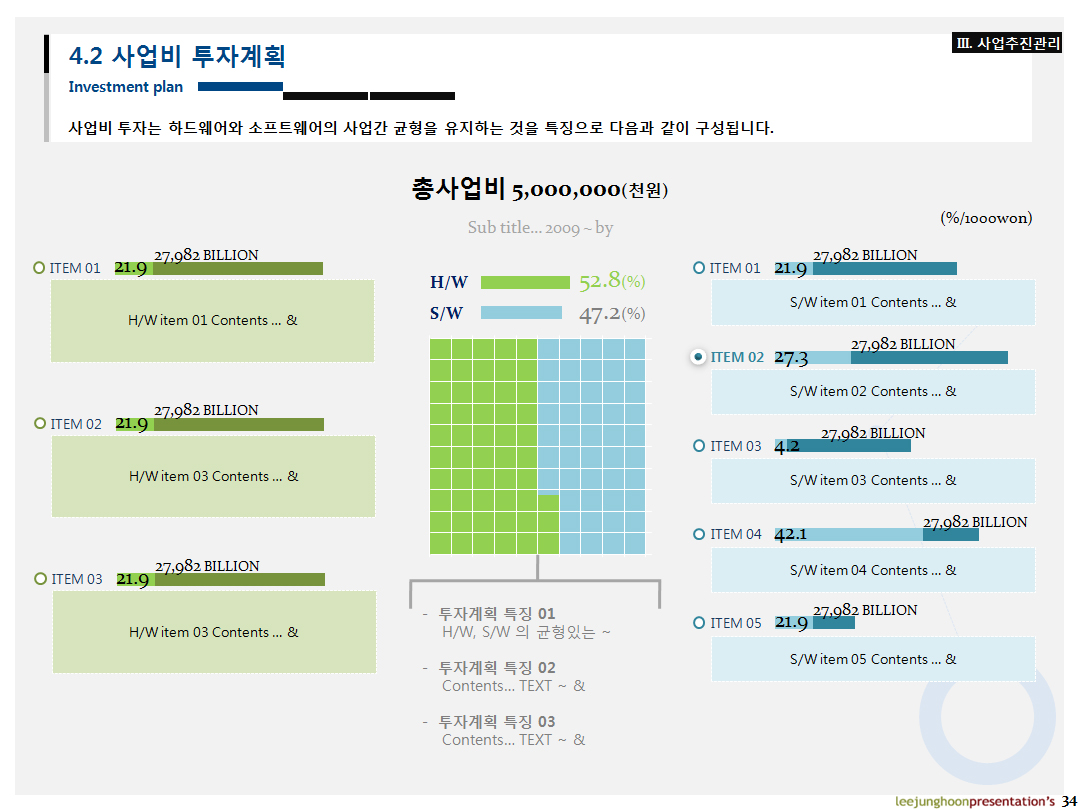 III. 사업추진관리
4.2 사업비 투자계획
Investment plan
사업비 투자는 하드웨어와 소프트웨어의 사업간 균형을 유지하는 것을 특징으로 다음과 같이 구성됩니다.
총사업비 5,000,000(천원)
Sub title... 2009 ~ by
(%/1000won)
ITEM 01 21.9 27,982 BILLION
H/W item 01 Contents ... &
ITEM 02 21.9 27,982 BILLION
H/W item 03 Contents ... &
ITEM 03 21.9 27,982 BILLION
H/W item 03 Contents ... &
H/W 52.8(%)
S/W 47.2(%)
- 투자계획 특징 01
H/W, S/W 의 균형있는 ~
- 투자계획 특징 02
Contents... TEXT ~ &
- 투자계획 특징 03
Contents... TEXT ~ &
ITEM 01 21.9 27,982 BILLION
S/W item 01 Contents ... &
ITEM 02 27.3 27,982 BILLION
S/W item 02 Contents ... &
ITEM 03 4.2 27,982 BILLION
S/W item 03 Contents ... &
ITEM 04 42.1 27,982 BILLION
S/W item 04 Contents ... &
ITEM 05 21.9 27,982 BILLION
S/W item 05 Contents ... &
leejunghoonpresentation's 34